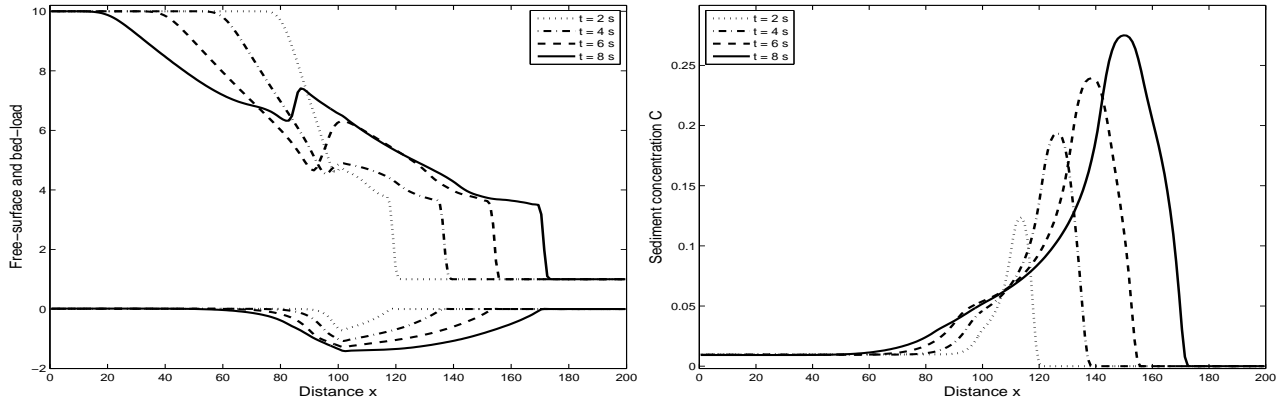 Free−surface and bed−load
10
8
6
4
2
0
−2
0 20 40 60 80 100 120 140 160 180 200
Distance x
t = 2 s
t = 4 s
t = 6 s
t = 8 s
Sediment concentration C
0.25
0.2
0.15
0.1
0.05
0
0 20 40 60 80 100 120 140 160 180 200
Distance x
t = 2 s
t = 4 s
t = 6 s
t = 8 s